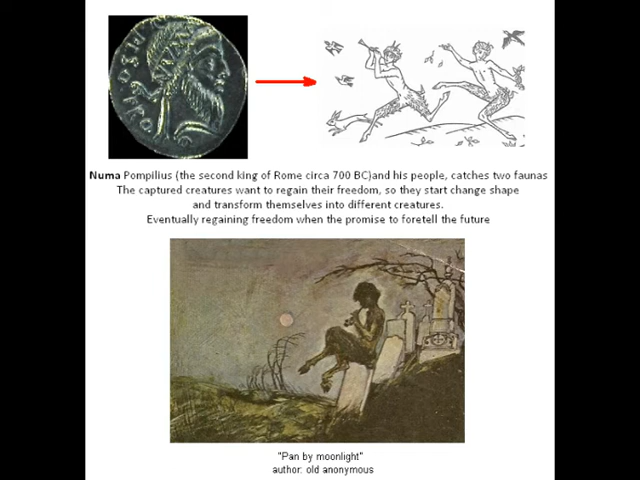 Numa Pompilius (the second king of Rome circa 700 BC)and his people, catches two faunas
The captured creatures want to regain their freedom, so they start change shape
and transform themselves into different creatures.
Eventually regaining freedom when the promise to foretell the future
"Pan by moonlight"
author: old anonymous